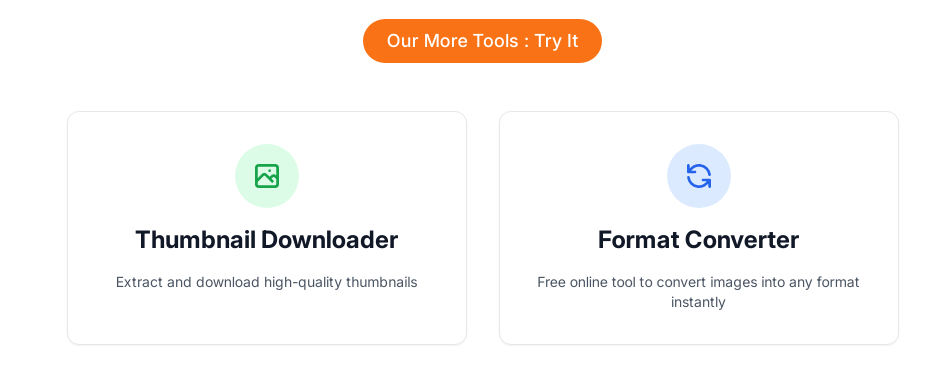 Our More Tools : Try It
Thumbnail Downloader
Extract and download high-quality thumbnails
Format Converter
Free online tool to convert images into any format
instantly